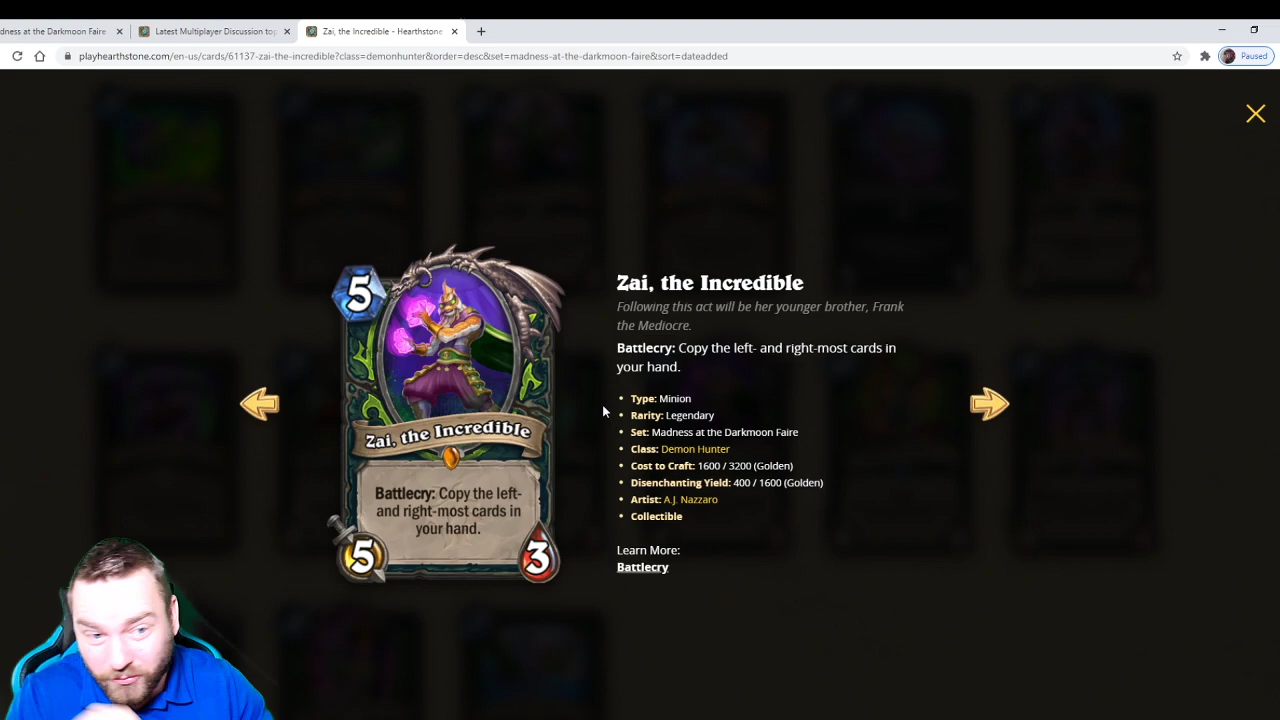 dness at the Darkmoon Faire
Latest Multiplayer Discussion top
Zai, the Incredible - Hearthstone
playhearthstone.com/en-us/cards/61137-zai-the-incredible?class=demonhunter&order=desc&set=madness-at-the-darkmoon-faire&sort=dateadded
Paused
5
Zai, the Incredible
Battlecry: Copy the left-
and right-most cards in
your hand.
5
3
Zai, the Incredible
Following this act will be her younger brother, Frank
the Mediocre.
Battlecry: Copy the left- and right-most cards in
your hand.
• Type: Minion
• Rarity: Legendary
• Set: Madness at the Darkmoon Faire
• Class: Demon Hunter
• Cost to Craft: 1600 / 3200 (Golden)
• Disenchanting Yield: 400 / 1600 (Golden)
• Artist: A.J. Nazzaro
• Collectible
Learn More:
Battlecry